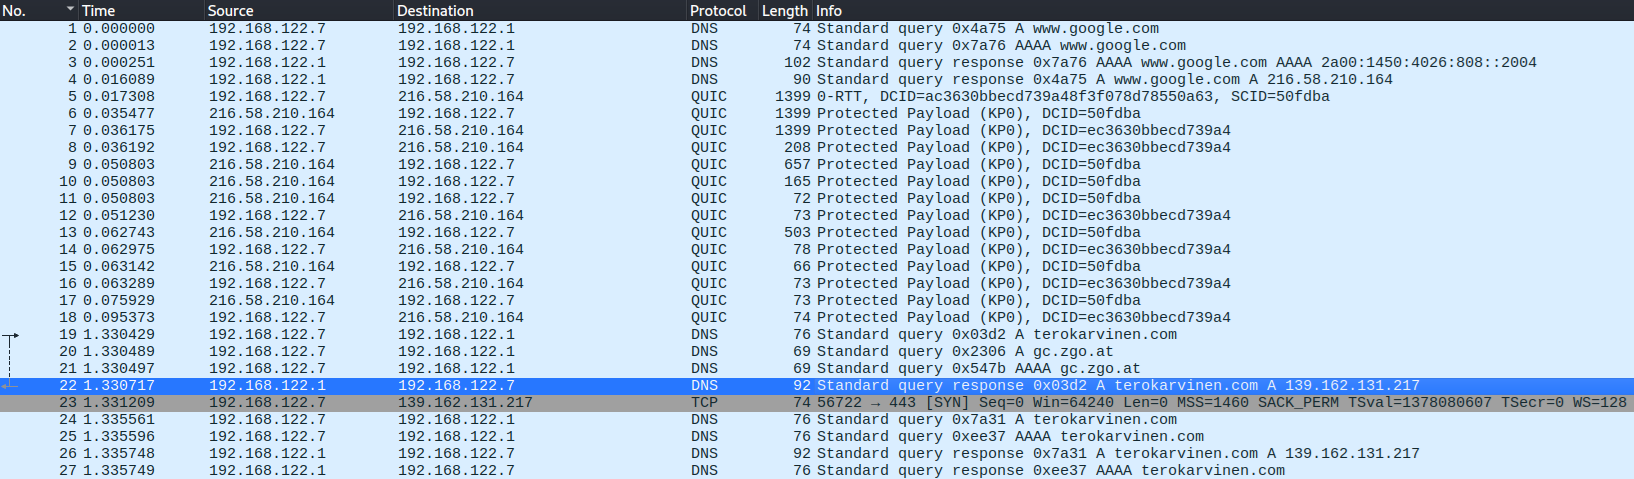 No. Time Source Destination Protocol Length Info
1 0.000000 192.168.122.7 192.168.122.1 DNS 74 Standard query 0x4a75 A www.google.com
2 0.000013 192.168.122.7 192.168.122.1 DNS 74 Standard query 0x7a76 AAAA www.google.com
3 0.000251 192.168.122.1 192.168.122.7 DNS 102 Standard query response 0x7a76 AAAA www.google.com AAAA 2a00:1450:4026:808::2004
4 0.016089 192.168.122.1 192.168.122.7 DNS 90 Standard query response 0x4a75 A www.google.com A 216.58.210.164
5 0.017308 192.168.122.7 216.58.210.164 QUIC 1399 0-RTT, DCID=ac3630bbecd739a48f3f078d78550a63, SCID=50fdba
6 0.035477 216.58.210.164 192.168.122.7 QUIC 1399 Protected Payload (KP0), DCID=50fdba
7 0.036175 192.168.122.7 216.58.210.164 QUIC 1399 Protected Payload (KP0), DCID=ec3630bbecd739a4
8 0.036192 192.168.122.7 216.58.210.164 QUIC 208 Protected Payload (KP0), DCID=ec3630bbecd739a4
9 0.050803 216.58.210.164 192.168.122.7 QUIC 657 Protected Payload (KP0), DCID=50fdba
10 0.050803 216.58.210.164 192.168.122.7 QUIC 165 Protected Payload (KP0), DCID=50fdba
11 0.050803 216.58.210.164 192.168.122.7 QUIC 72 Protected Payload (KP0), DCID=50fdba
12 0.051230 192.168.122.7 216.58.210.164 QUIC 73 Protected Payload (KP0), DCID=ec3630bbecd739a4
13 0.062743 216.58.210.164 192.168.122.7 QUIC 503 Protected Payload (KP0), DCID=50fdba
14 0.062975 192.168.122.7 216.58.210.164 QUIC 78 Protected Payload (KP0), DCID=ec3630bbecd739a4
15 0.063142 216.58.210.164 192.168.122.7 QUIC 66 Protected Payload (KP0), DCID=50fdba
16 0.063289 192.168.122.7 216.58.210.164 QUIC 73 Protected Payload (KP0), DCID=ec3630bbecd739a4
17 0.075929 216.58.210.164 192.168.122.7 QUIC 73 Protected Payload (KP0), DCID=50fdba
18 0.095373 192.168.122.7 216.58.210.164 QUIC 74 Protected Payload (KP0), DCID=ec3630bbecd739a4
19 1.330429 192.168.122.7 192.168.122.1 DNS 76 Standard query 0x03d2 A terokarvinen.com
20 1.330489 192.168.122.7 192.168.122.1 DNS 69 Standard query 0x2306 A gc.zgo.at
21 1.330497 192.168.122.7 192.168.122.1 DNS 69 Standard query 0x547b AAAA gc.zgo.at
22 1.330717 192.168.122.1 192.168.122.7 DNS 92 Standard query response 0x03d2 A terokarvinen.com A 139.162.131.217
23 1.331209 192.168.122.7 139.162.131.217 TCP 74 56722 → 443 [SYN] Seq=0 Win=64240 Len=0 MSS=1460 SACK_PERM TSval=1378080607 TSecr=0 WS=128
24 1.335561 192.168.122.7 192.168.122.1 DNS 76 Standard query 0x7a31 A terokarvinen.com
25 1.335596 192.168.122.7 192.168.122.1 DNS 76 Standard query 0xee37 AAAA terokarvinen.com
26 1.335748 192.168.122.1 192.168.122.7 DNS 92 Standard query response 0x7a31 A terokarvinen.com A 139.162.131.217
27 1.335749 192.168.122.1 192.168.122.7 DNS 76 Standard query response 0xee37 AAAA terokarvinen.com